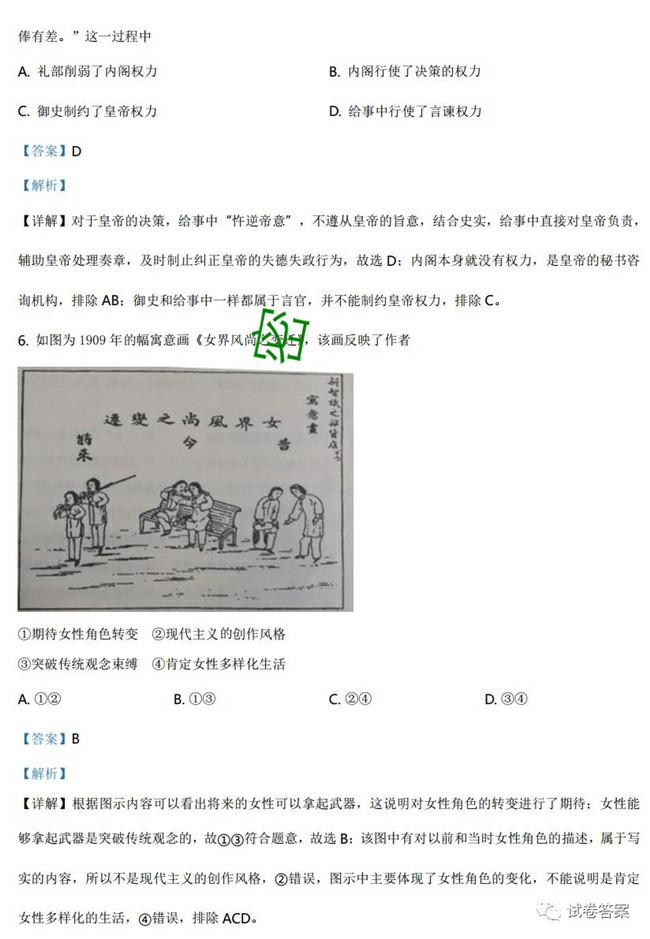 俸有差。”这一过程中
A. 礼部削弱了内阁权力 B. 内阁行使了决策的权力
C. 御史制约了皇帝权力 D. 给事中行使了言谏权力
【答案】D
【解析】
【详解】对于皇帝的决策，给事中“忤逆帝意”，不遵从皇帝的旨意，结合史实，给事中直接对皇帝负责，
辅助皇帝处理奏章，及时制止纠正皇帝的失德失政行为，故选 D；内阁本身就没有权力，是皇帝的秘书咨
询机构，排除 AB；御史和给事中一样都属于言官，并不能制约皇帝权力，排除 C。
6. 如图为 1909 年的幅寓意画《女界风尚之变迁》，该画反映了作者
寓意畫
女界風尚之變遷
昔
今
將来
①期待女性角色转变 ②现代主义的创作风格
③突破传统观念束缚 ④肯定女性多样化生活
A. ①② B. ①③ C. ②④ D. ③④
【答案】B
【解析】
【详解】根据图示内容可以看出将来的女性可以拿起武器，这说明对女性角色的转变进行了期待；女性能
够拿起武器是突破传统观念的，故①③符合题意，故选 B；该图中有对以前和当时女性角色的描述，属于写
实的内容，所以不是现代主义的创作风格，②错误，图示中主要体现了女性角色的变化，不能说明是肯定
女性多样化的生活，④错误，排除 ACD。
试卷答案